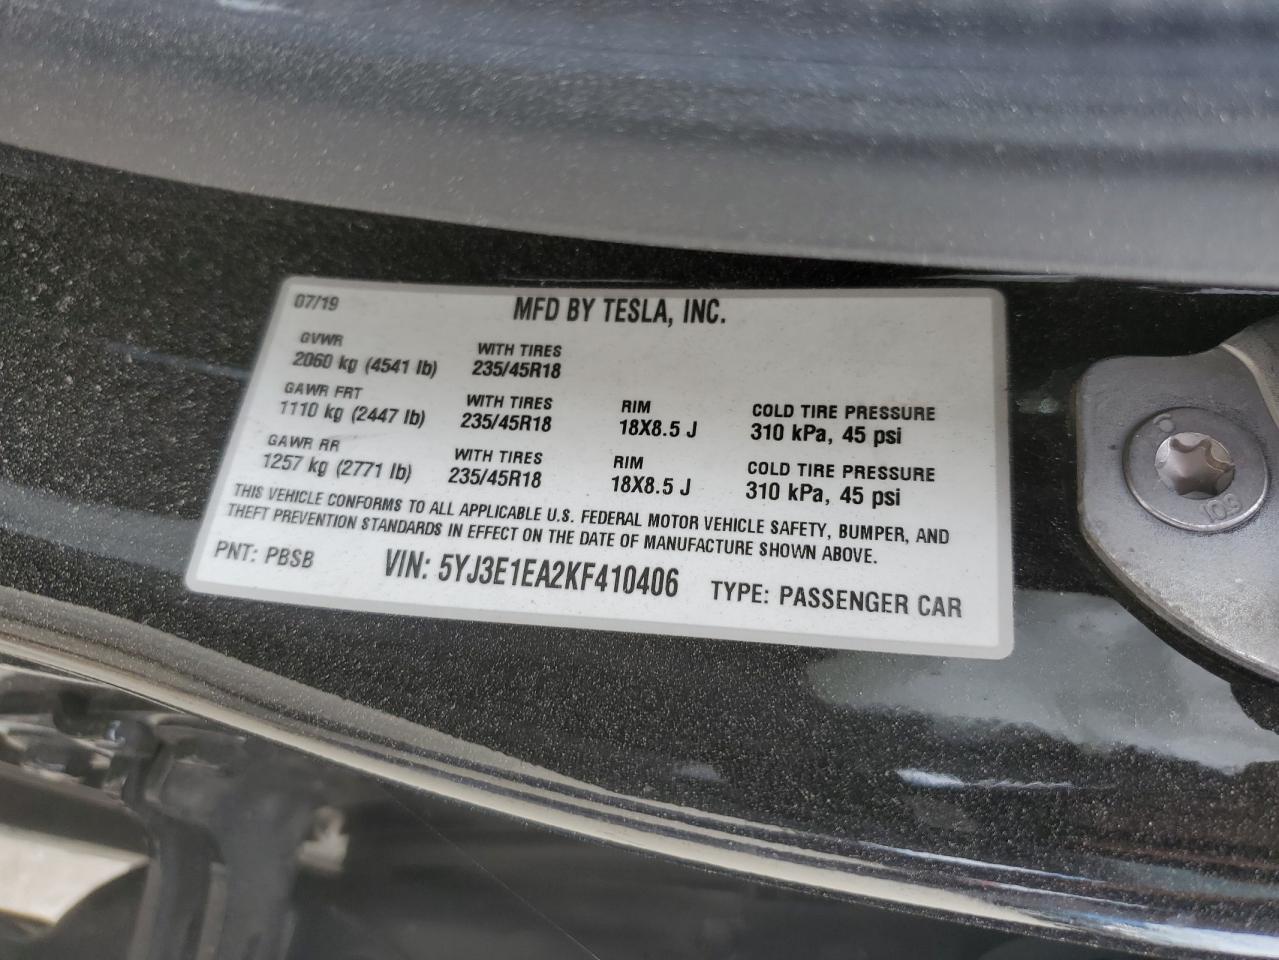 07/19 MFD BY TESLA, INC.
GVWR
2060 kg (4541 lb)
WITH TIRES
235/45R18
GAWR FRT
1110 kg (2447 lb)
WITH TIRES
235/45R18
RIM
18X8.5 J
COLD TIRE PRESSURE
310 kPa, 45 psi
GAWR RR
1257 kg (2771 lb)
WITH TIRES
235/45R18
RIM
18X8.5 J
COLD TIRE PRESSURE
310 kPa, 45 psi
THIS VEHICLE CONFORMS TO ALL APPLICABLE U.S. FEDERAL MOTOR VEHICLE SAFETY, BUMPER, AND
THEFT PREVENTION STANDARDS IN EFFECT ON THE DATE OF MANUFACTURE SHOWN ABOVE.
PNT: PBSB VIN: 5YJ3E1EA2KF410406 TYPE: PASSENGER CAR